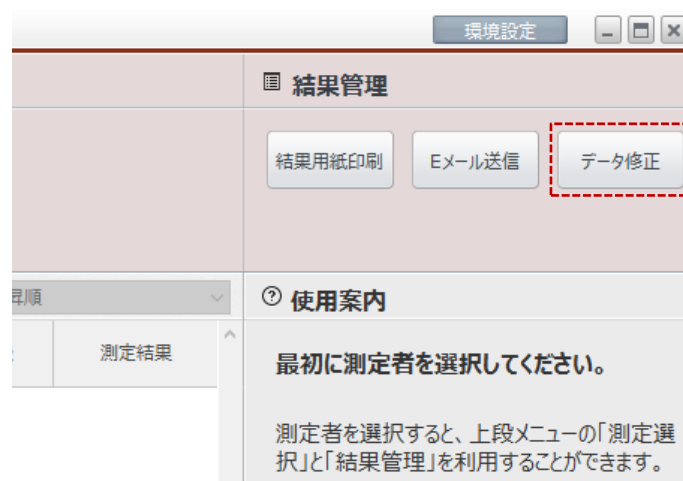 環境設定
結果管理
結果用紙印刷
Eメール送信
データ修正
昇順
使用案内
測定結果
最初に測定者を選択してください。
測定者を選択すると、上段メニューの「測定選
択」と「結果管理」を利用することができます。